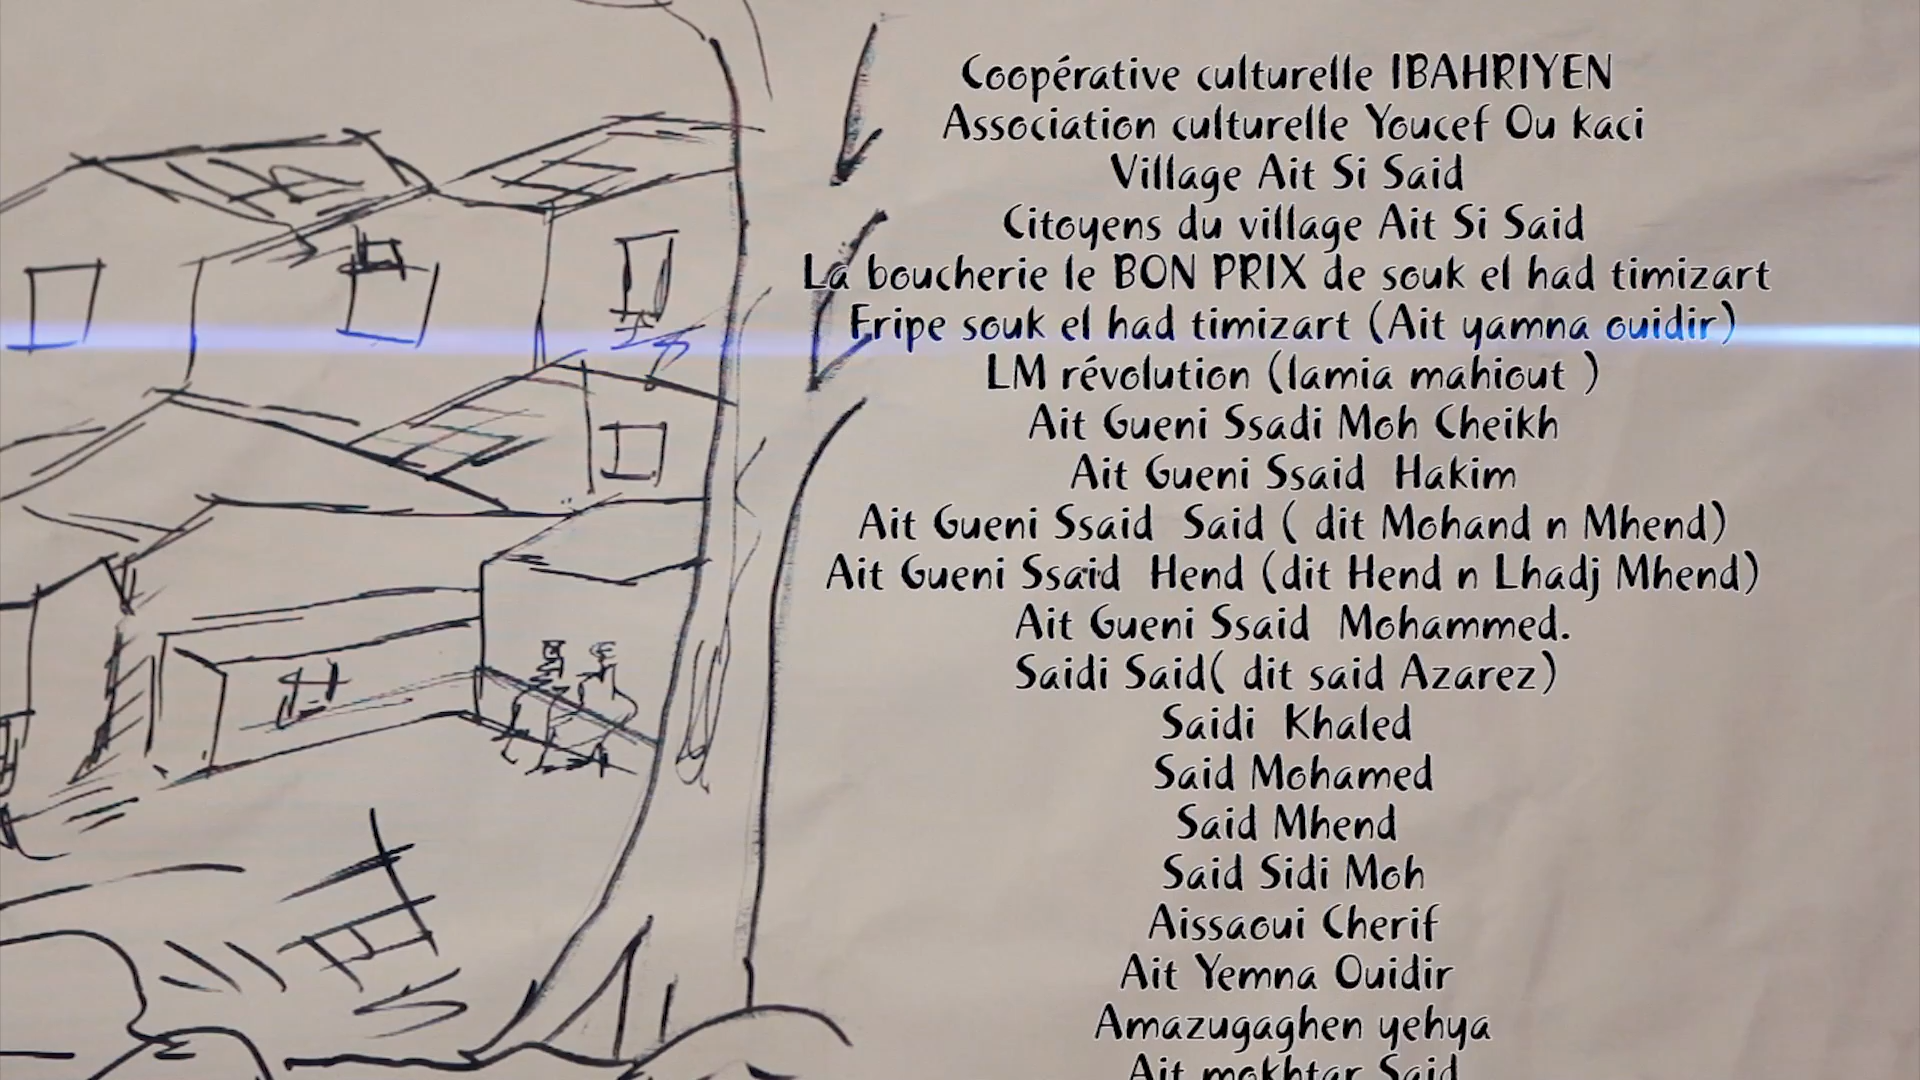 Coopérative culturelle IBAHRIYEN
Association culturelle Youcef Ou kaci
Village Ait Si Said
Citoyens du village Ait Si Said
La boucherie le BON PRIX de souk el had timizart
Fripe souk el had timizart (Ait yamna ouidir)
LM révolution (lamia mahiout )
Ait Gueni Ssadi Moh Cheikh
Ait Gueni Ssaid  Hakim
Ait Gueni Ssaid  Said ( dit Mohand n Mhend)
Ait Gueni Ssaid  Hend (dit Hend n Lhadj Mhend)
Ait Gueni Ssaid  Mohammed.
Saidi Said( dit said Azarez)
Saidi  Khaled
Said Mohamed
Said Mhend
Said Sidi Moh
Aissaoui Cherif
Ait Yemna Ouidir
Amazugaghen yehya
Ait mokhtar Said